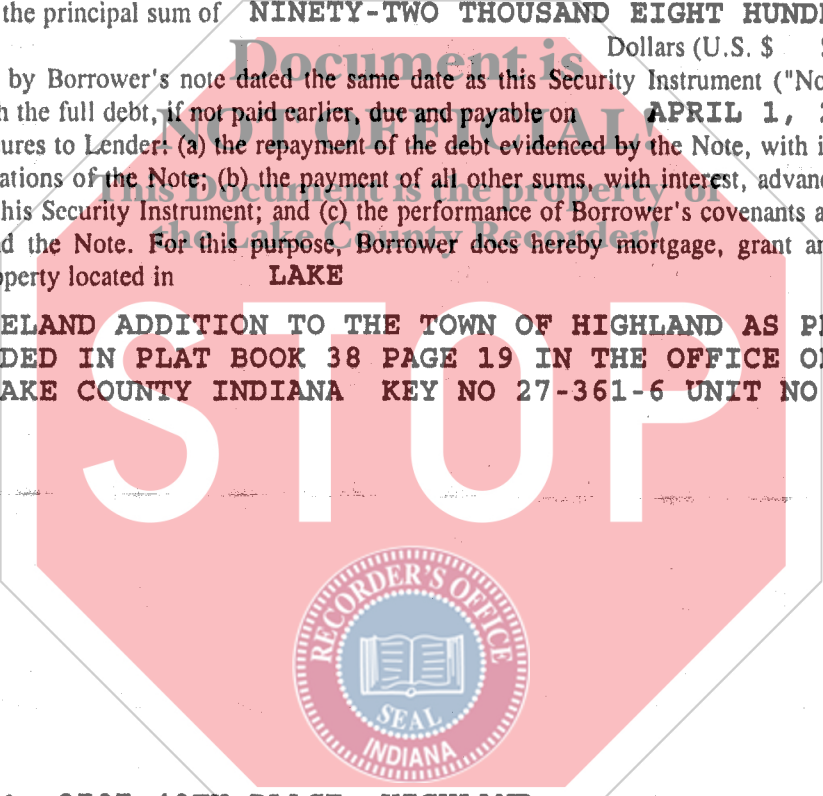 the principal sum of NINETY-TWO THOUSAND EIGHT HUND
Dollars (U.S. $
Document is
by Borrower's note dated the same date as this Security Instrument ("No
h the full debt, if not paid earlier, due and payable on APRIL 1, 2
NOT OFFICIAL!
ures to Lender: (a) the repayment of the debt evidenced by the Note, with i
ations of the Note; (b) the payment of all other sums, with interest, advan
This Document is the property of
his Security Instrument; and (c) the performance of Borrower's covenants a
the Lake County Recorder!
d the Note. For this purpose, Borrower does hereby mortgage, grant an
perty located in LAKE
ELAND ADDITION TO THE TOWN OF HIGHLAND AS P
DED IN PLAT BOOK 38 PAGE 19 IN THE OFFICE O
AKE COUNTY INDIANA KEY NO 27-361-6 UNIT NO
STOP
RECORDER'S OFFICE
SEAL
INDIANA